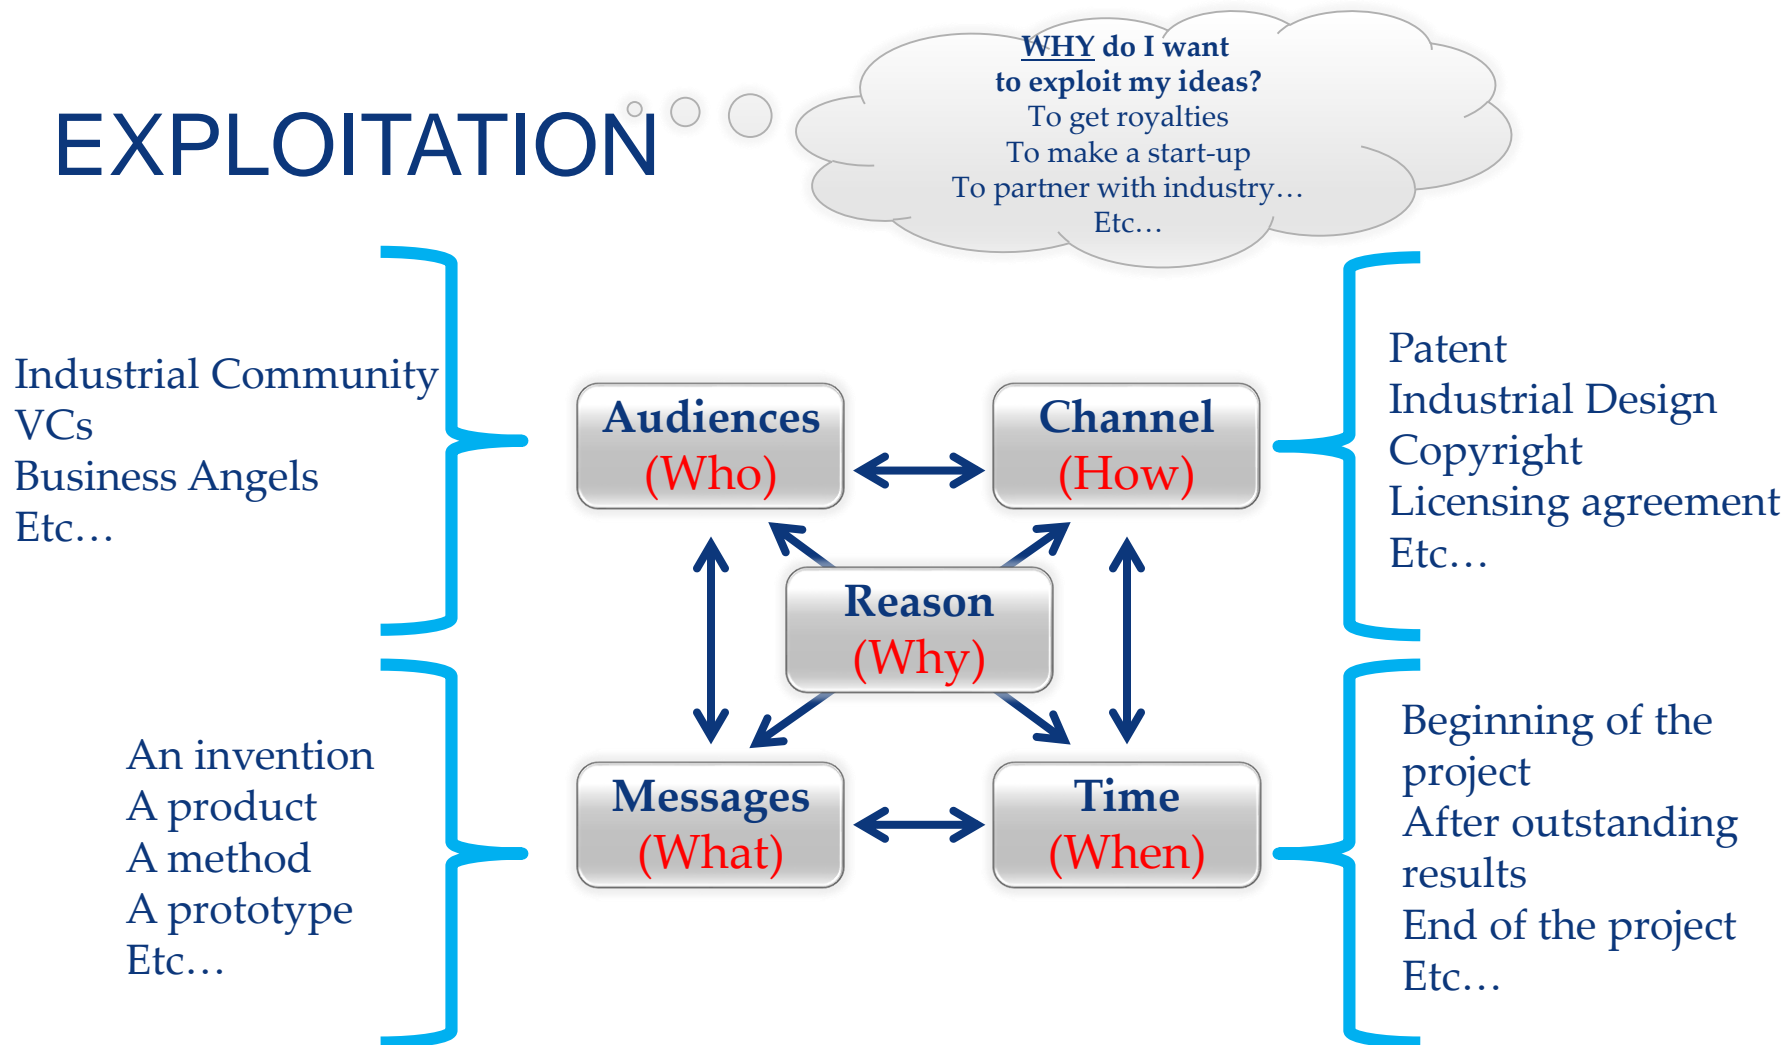 WHY do I want
to exploit my ideas?
To get royalties
To make a start-up
To partner with industry…
Etc…
EXPLOITATION
Industrial Community
VCs
Business Angels
Etc…
Audiences
(Who)
Channel
(How)
Patent
Industrial Design
Copyright
Licensing agreement
Etc…
Reason
(Why)
An invention
A product
A method
A prototype
Etc…
Messages
(What)
Time
(When)
Beginning of the
project
After outstanding
results
End of the project
Etc…